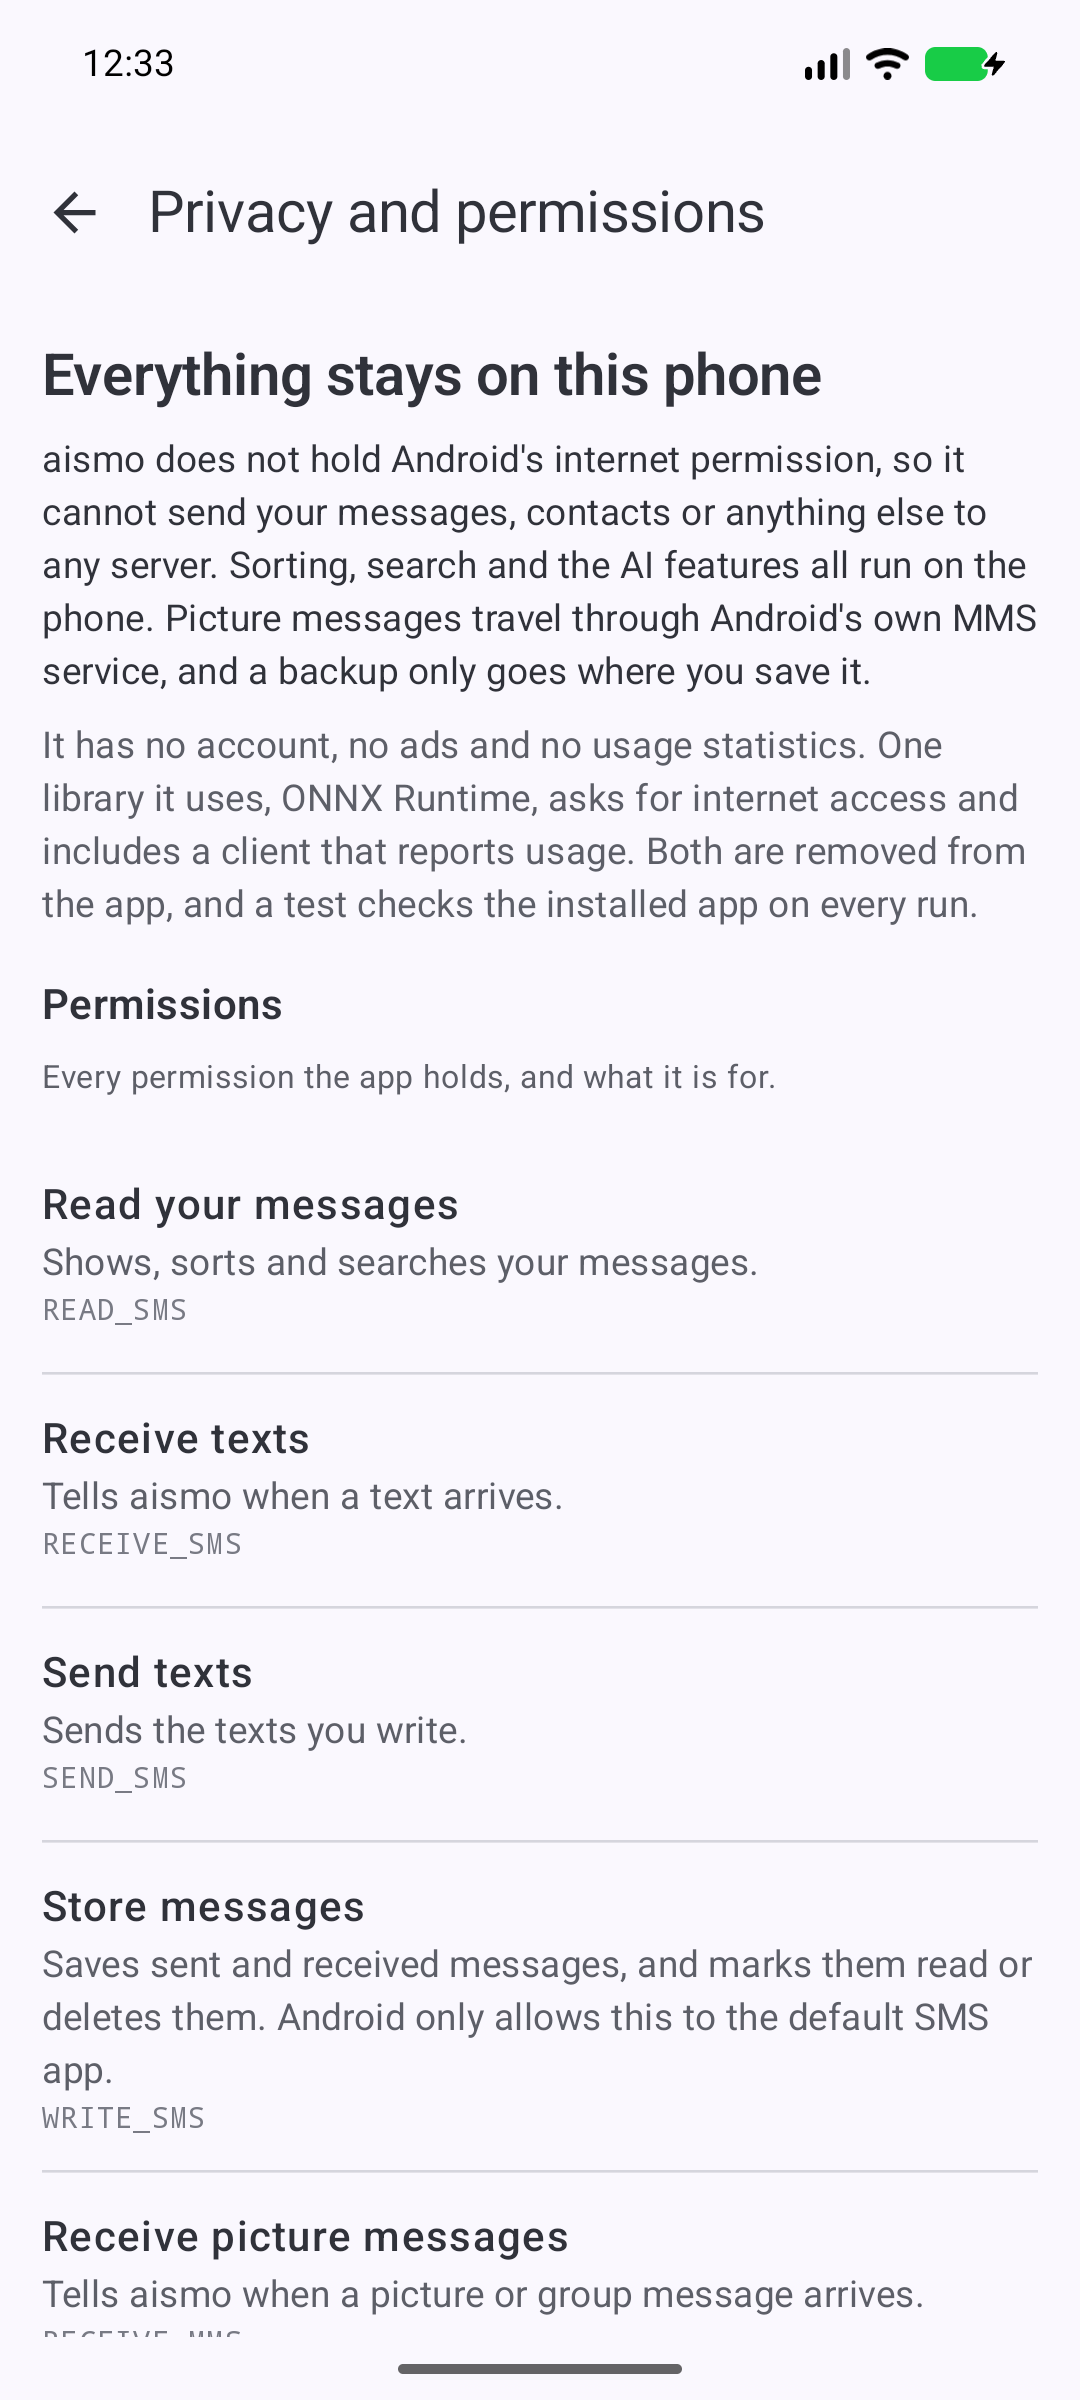 12:33
Privacy and permissions
Everything stays on this phone
aismo does not hold Android's internet permission, so it
cannot send your messages, contacts or anything else to
any server. Sorting, search and the AI features all run on the
phone. Picture messages travel through Android's own MMS
service, and a backup only goes where you save it.
It has no account, no ads and no usage statistics. One
library it uses, ONNX Runtime, asks for internet access and
includes a client that reports usage. Both are removed from
the app, and a test checks the installed app on every run.
Permissions
Every permission the app holds, and what it is for.
Read your messages
Shows, sorts and searches your messages.
READ_SMS
Receive texts
Tells aismo when a text arrives.
RECEIVE_SMS
Send texts
Sends the texts you write.
SEND_SMS
Store messages
Saves sent and received messages, and marks them read or
deletes them. Android only allows this to the default SMS
app.
WRITE_SMS
Receive picture messages
Tells aismo when a picture or group message arrives.